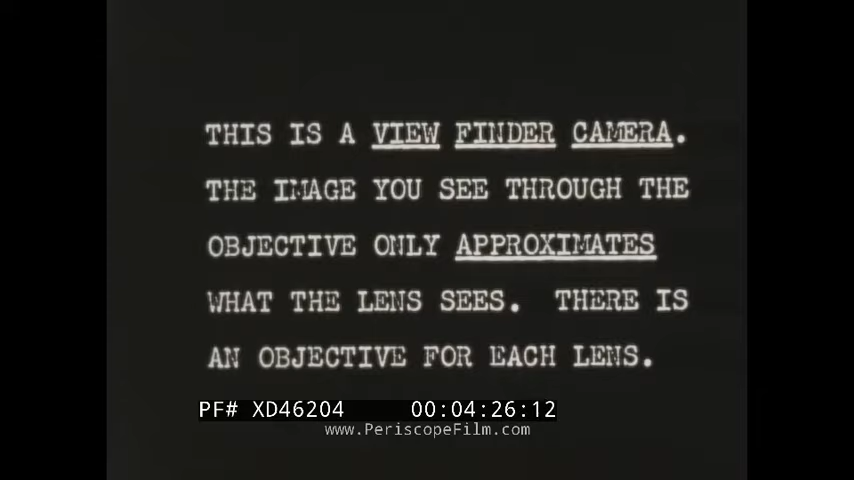 THIS IS A VIEW FINDER CAMERA.
THE IMAGE YOU SEE THROUGH THE
OBJECTIVE ONLY APPROXIMATES
WHAT THE LENS SEES. THERE IS
AN OBJECTIVE FOR EACH LENS.
PF# XD46204 00:04:26:12
www.PeriscopeFilm.com